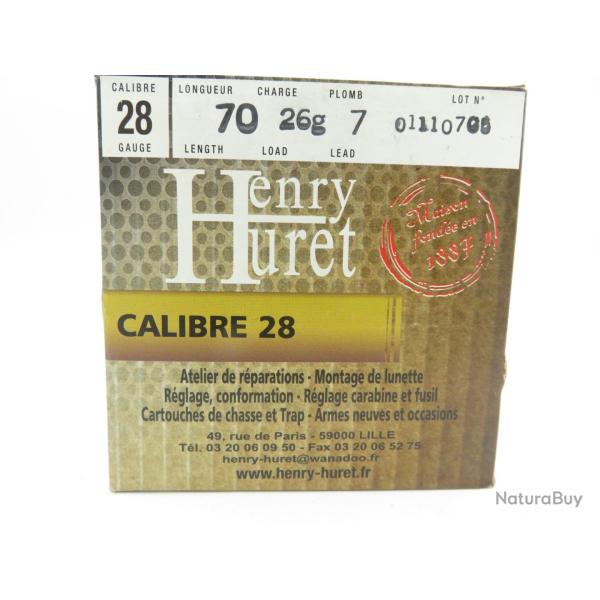 CALIBRE LONGUEUR CHARGE PLOMB LOT N°
28 70 26g 7
GAUGE LENGTH LOAD LEAD
Henry
Huret
Maison
fondée en
1887
CALIBRE 28
Atelier de réparations - Montage de lunette
Réglage, conformation - Réglage carabine et fusil
Cartouches de chasse et Trap - Armes neuves et occasions
49, rue de Paris - 59000 LILLE
Tél. 03 20 06 09 50 - Fax 03 20 06 52 75
henry-huret@wanadoo.fr
www.henry-huret.fr
NaturaBuy